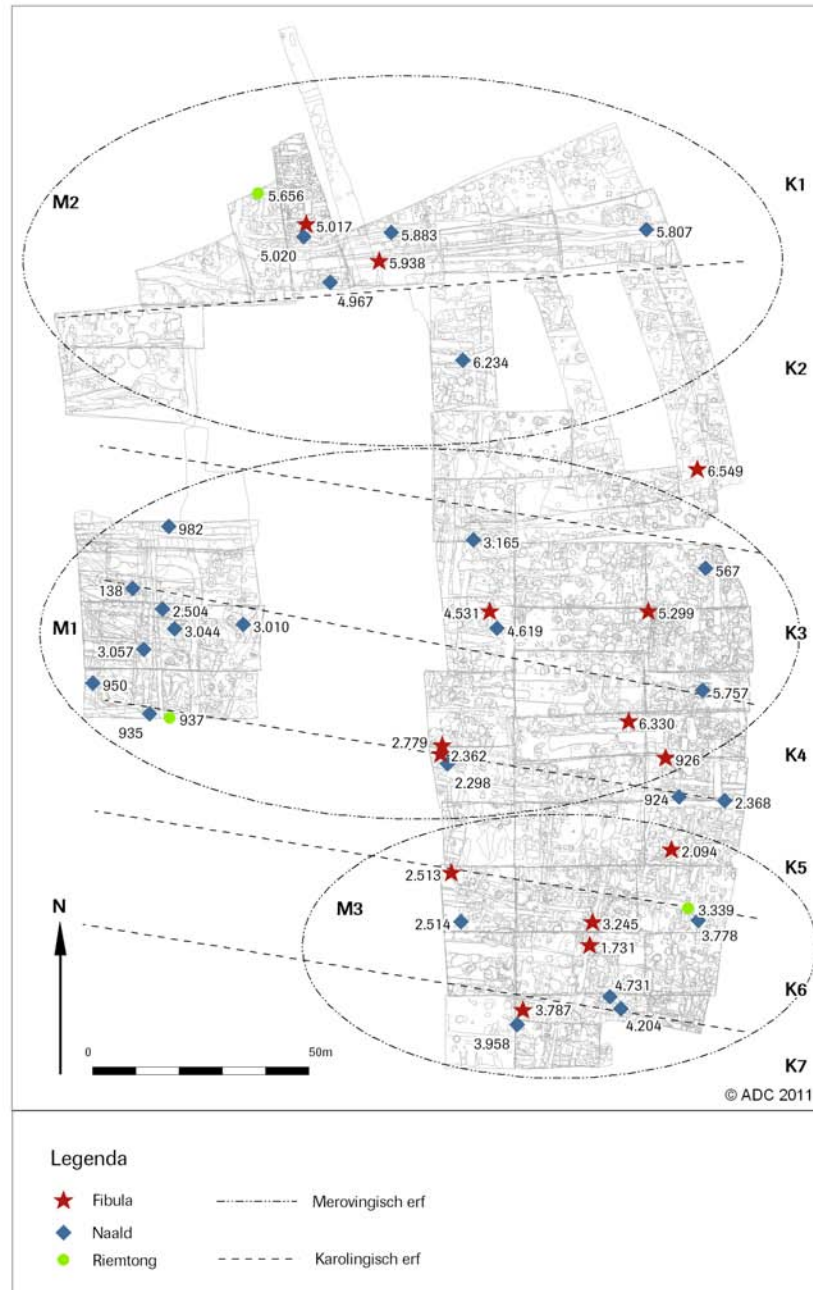 K1
5.656
M2
5.017
5.883
5.807
5.020
5.938
4.967
6.234
K2
6.549
982
3.165
138
567
2.504
4.531
5.299
3.044
3.010
M1
4.619
K3
3.057
950
5.757
935
937
6.330
2.779
2.362
926
K4
2.298
924
2.368
2.094
K5
2.513
N
M3
3.339
2.514
3.245
3.778
1.731
4.731
K6
3.787
4.204
3.958
0
50m
K7
© ADC 2011
Legenda
Fibula
Merovingisch erf
Naald
Riemtong
Karolingisch erf